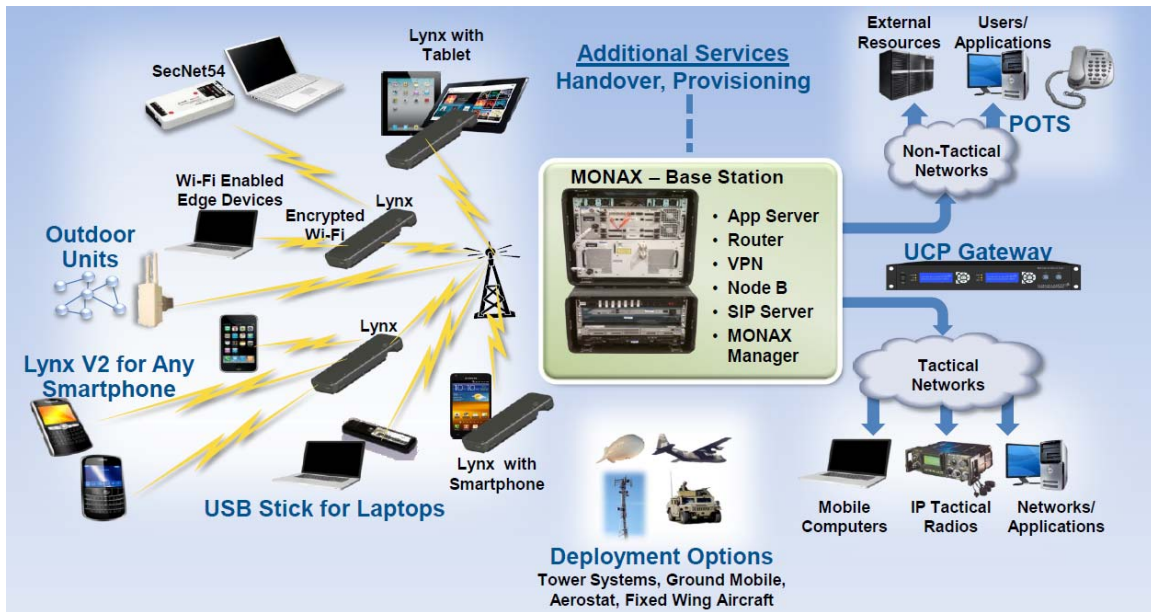 SecNet54
Lynx with
Tablet
Wi-Fi Enabled
Edge Devices
Lynx
Encrypted
Wi-Fi
Outdoor
Units
Lynx
Lynx V2 for Any
Smartphone
USB Stick for Laptops
Lynx with
Smartphone
Additional Services
Handover, Provisioning
MONAX – Base Station
• App Server
• Router
• VPN
• Node B
• SIP Server
• MONAX
Manager
Deployment Options
Tower Systems, Ground Mobile,
Aerostat, Fixed Wing Aircraft
External
Resources
Users/
Applications
POTS
Non-Tactical
Networks
UCP Gateway
Tactical
Networks
Mobile
Computers
IP Tactical
Radios
Networks/
Applications